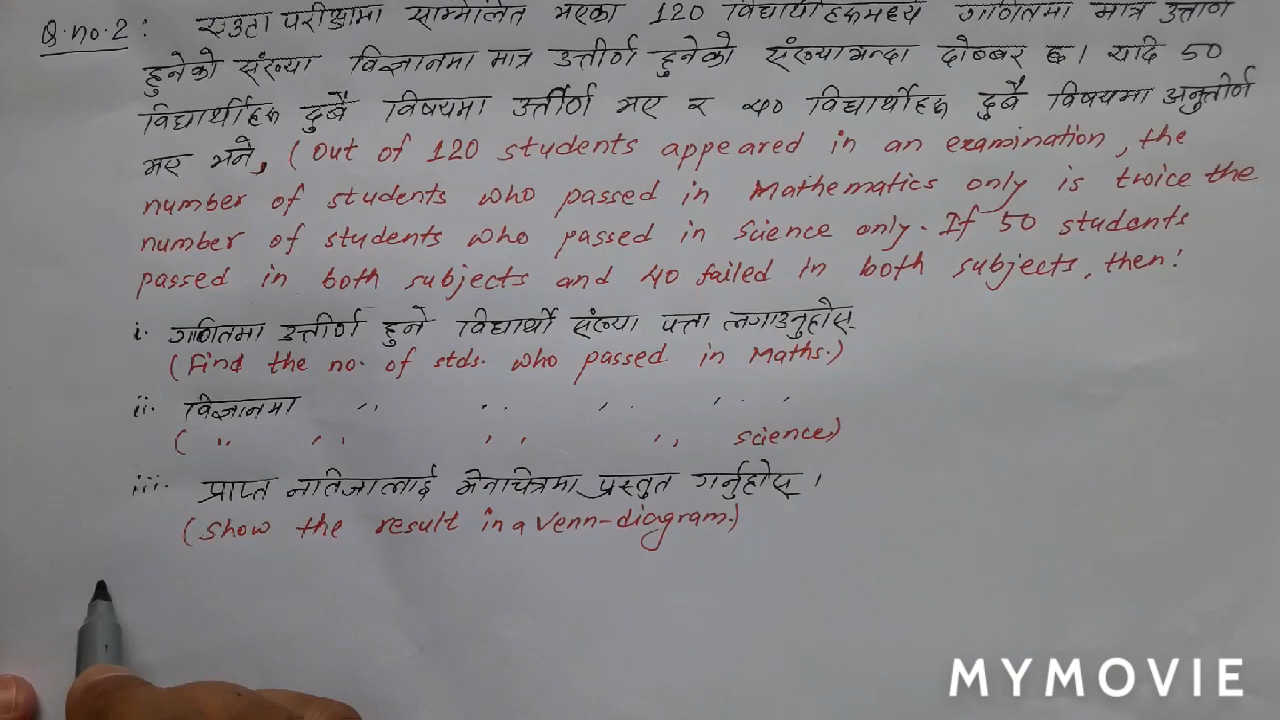 Q.no.2: एउटा परीक्षामा सम्मिलित भएका 120 विद्यार्थीहरूमध्ये गणितमा मात्र उत्तीर्ण
हुनेको संख्या विज्ञानमा मात्र उत्तीर्ण हुनेको संख्याभन्दा दोब्बर छ। यदि 50
विद्यार्थीहरू दुबै विषयमा उत्तीर्ण भए र ४० विद्यार्थीहरू दुबै विषयमा अनुत्तीर्ण
भए भने, (Out of 120 students appeared in an examination, the
number of students who passed in Mathematics only is twice the
number of students who passed in Science only. If 50 students
passed in both subjects and 40 failed in both subjects, then:
i. गणितमा उत्तीर्ण हुने विद्यार्थी संख्या पत्ता लगाउनुहोस्
(Find the no. of stds. who passed in Maths.)
ii. विज्ञानमा ,, ,, ,, ,, ,,
( ,, ,, ,, ,, science)
iii. प्राप्त नतिजालाई भेनचित्रमा प्रस्तुत गर्नुहोस्।
(Show the result in a Venn-diagram.)
MYMOVIE